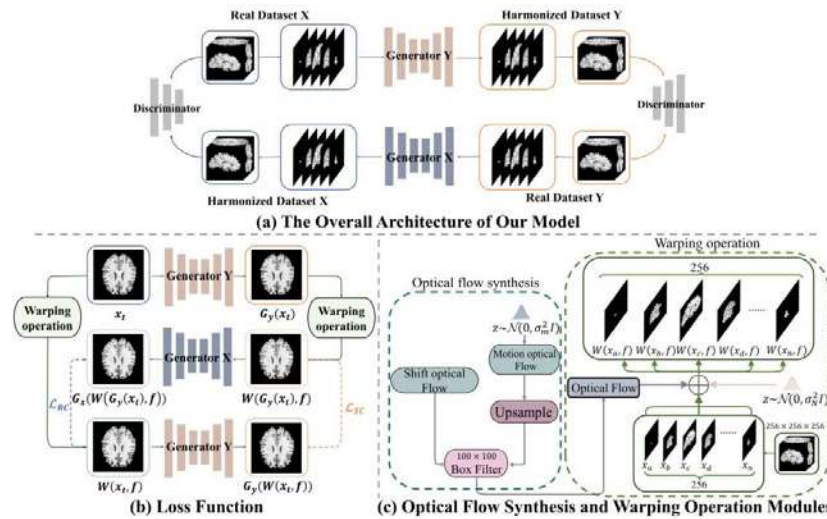 Real Dataset X
Harmonized Dataset Y
Generator Y
Discriminator
Discriminator
Generator X
Harmonized Dataset X
Real Dataset Y
(a) The Overall Architecture of Our Model
Generator Y
Warping operation
x_t
G_y(x_t)
Warping operation
Generator X
G_x(W(G_y(x_t), f))
W(G_y(x_t), f)
ℒ_RC
ℒ_SC
Generator Y
W(x_t, f)
G_y(W(x_t, f))
(b) Loss Function
Optical flow synthesis
z~𝒩(0, σ_m^2 I)
Motion optical Flow
Shift optical Flow
Upsample
100 × 100
Box Filter
Warping operation
256
W(x_a, f) W(x_b, f) W(x_c, f) W(x_d, f) W(x_n, f)
Optical Flow
z~𝒩(0, σ_N^2 I)
256 × 256 × 256
x_a x_b x_c x_d x_n
256
(c) Optical Flow Synthesis and Warping Operation Modules